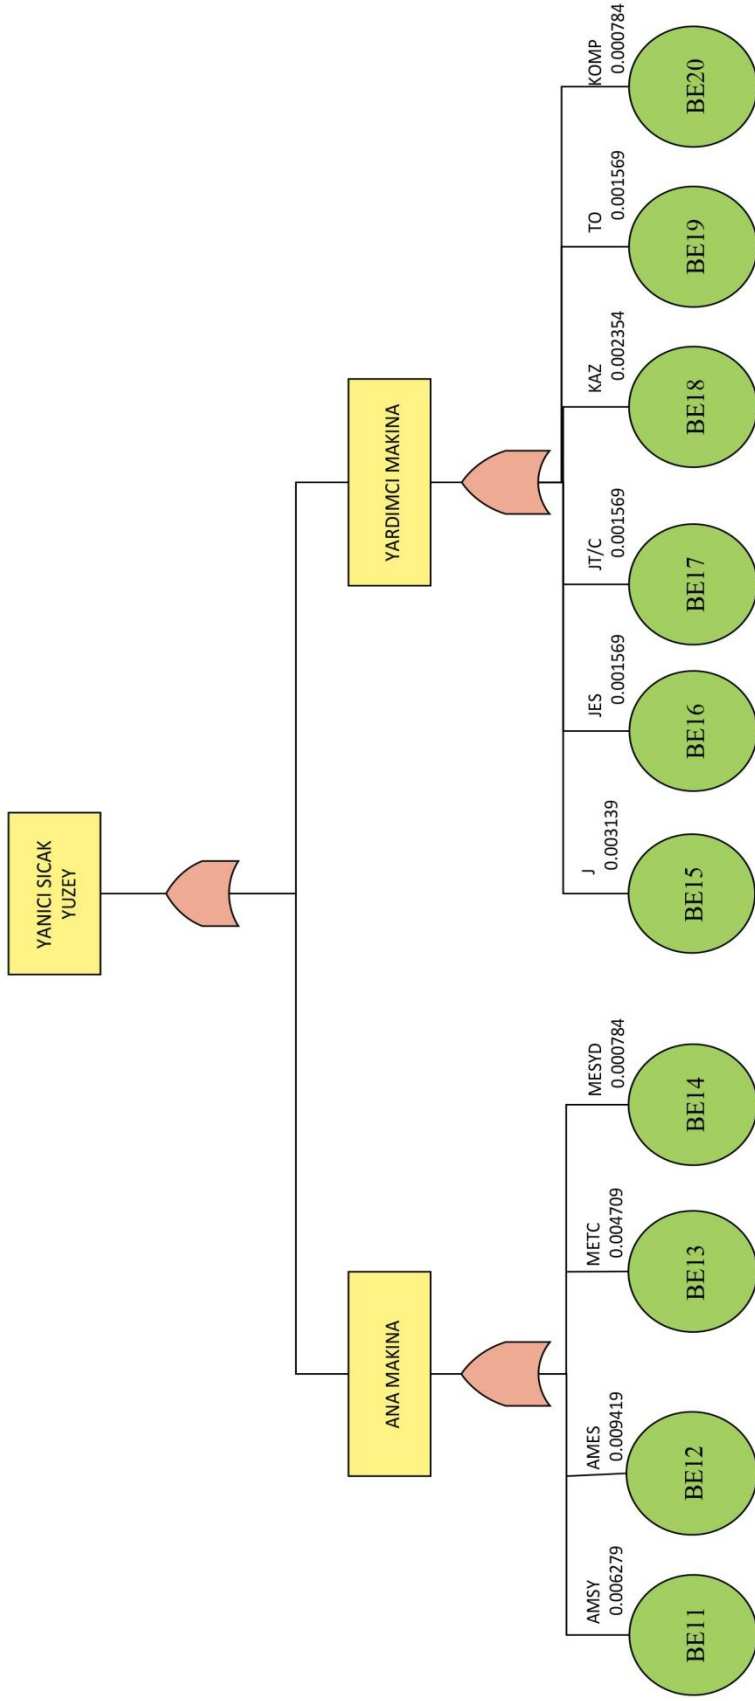 YANICI SICAK
YUZEY
ANA MAKINA
YARDIMCI MAKINA
AMSY
0.006279
AMES
0.009419
METC
0.004709
MESYD
0.000784
J
0.003139
JES
0.001569
JT/C
0.001569
KAZ
0.002354
TO
0.001569
KOMP
0.000784
BE11
BE12
BE13
BE14
BE15
BE16
BE17
BE18
BE19
BE20